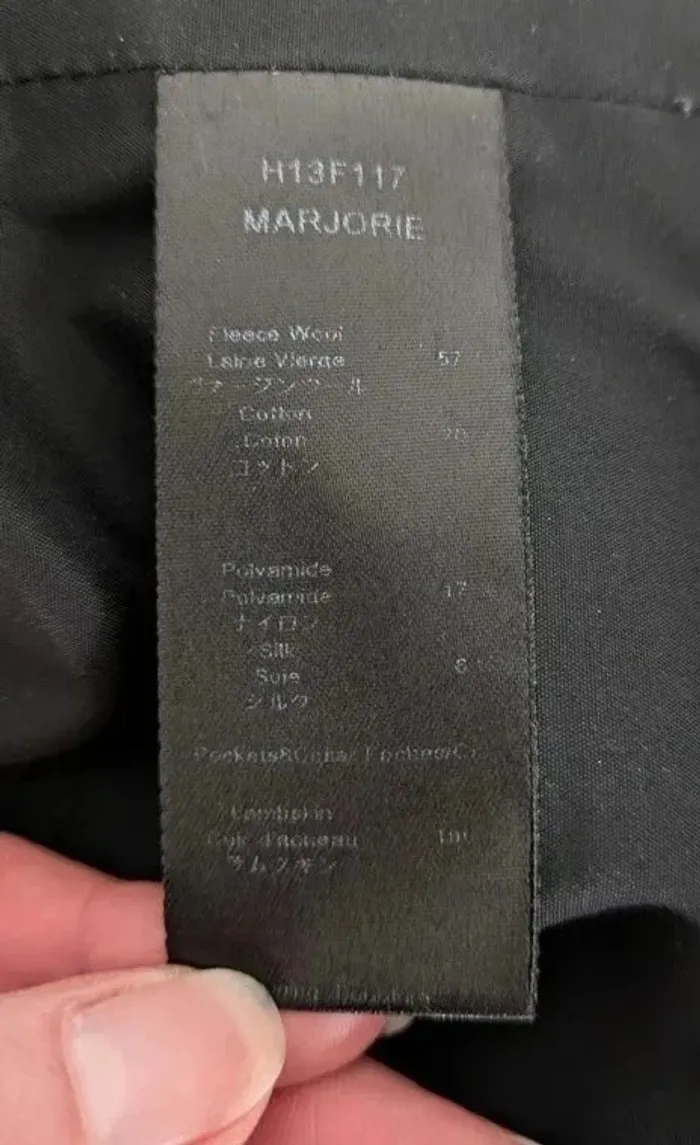 H13F117
MARJORIE
Fleece Wool
Laine Vierge 57
ヴァージンウール
Cotton
Coton 20
コットン
Polyamide
Polyamide 17
ナイロン
Silk
Soie 6
シルク
Lambskin
Cuir d'agneau
ラムスキン